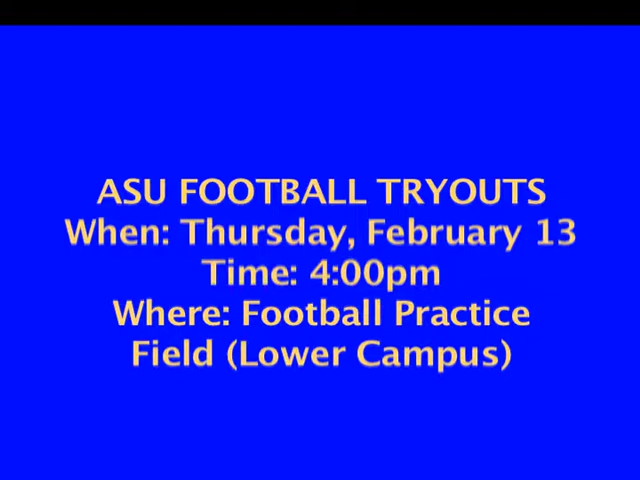 ASU FOOTBALL TRYOUTS
When: Thursday, February 13
Time: 4:00pm
Where: Football Practice
Field (Lower Campus)